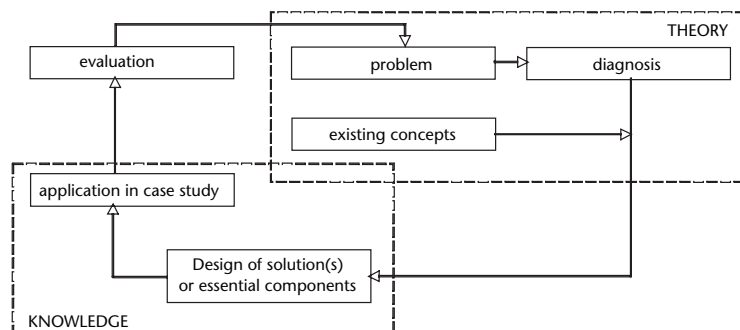 THEORY
evaluation
problem
diagnosis
existing concepts
application in case study
Design of solution(s)
or essential components
KNOWLEDGE